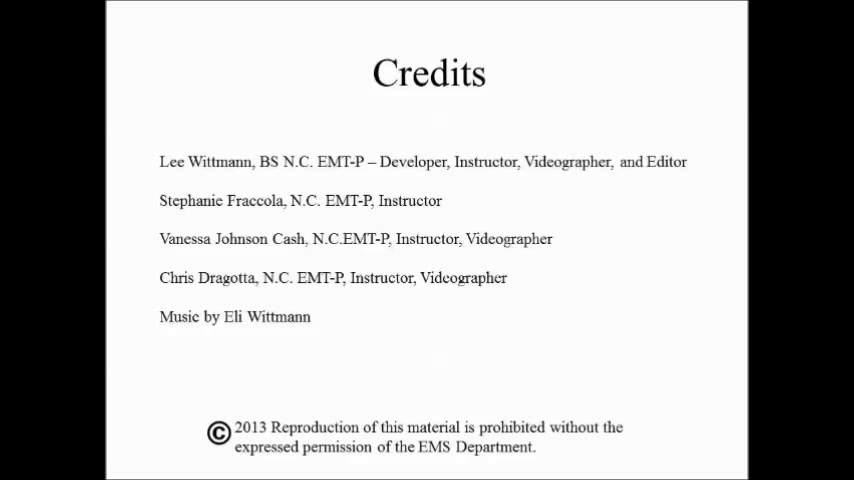 Credits
Lee Wittmann, BS N.C. EMT-P – Developer, Instructor, Videographer, and Editor
Stephanie Fraccola, N.C. EMT-P, Instructor
Vanessa Johnson Cash, N.C.EMT-P, Instructor, Videographer
Chris Dragotta, N.C. EMT-P, Instructor, Videographer
Music by Eli Wittmann
© 2013 Reproduction of this material is prohibited without the
expressed permission of the EMS Department.